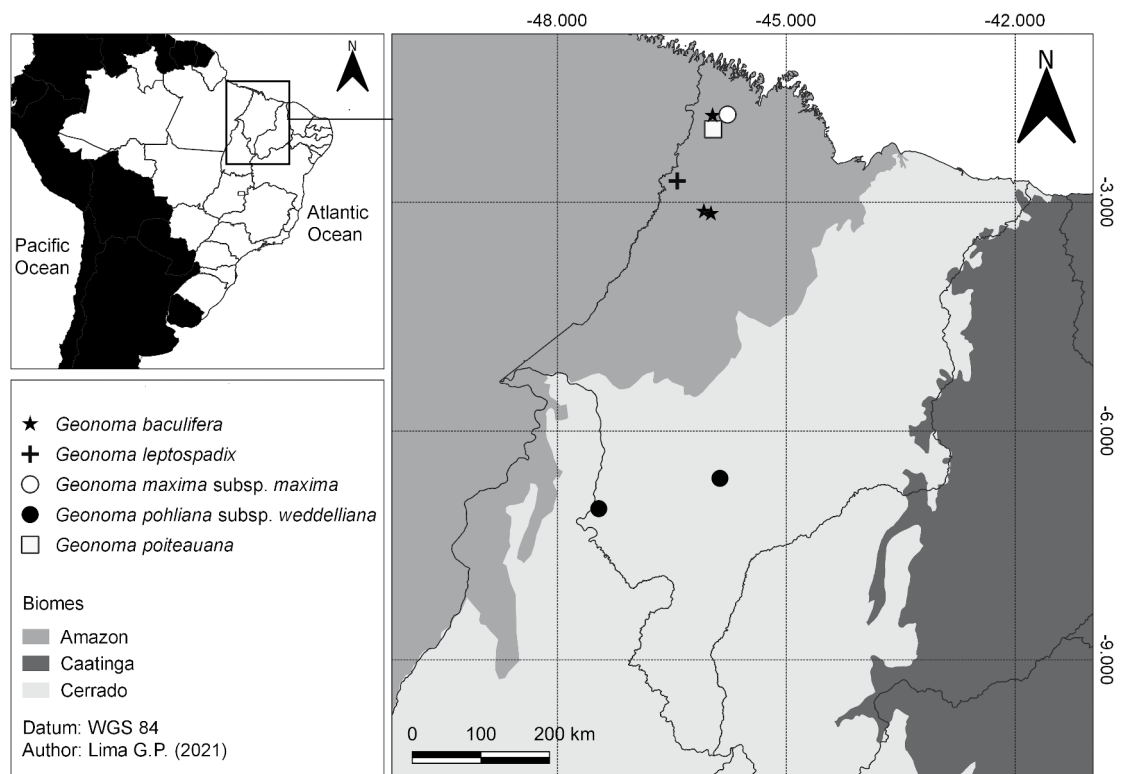 -48.000 -45.000 -42.000
N
N
Pacific
Ocean
Atlantic
Ocean
-3.000
-6.000
-9.000
Geonoma baculifera
Geonoma leptospadix
Geonoma maxima subsp. maxima
Geonoma pohliana subsp. weddelliana
Geonoma poiteauana
Biomes
Amazon
Caatinga
Cerrado
Datum: WGS 84
Author: Lima G.P. (2021)
0 100 200 km